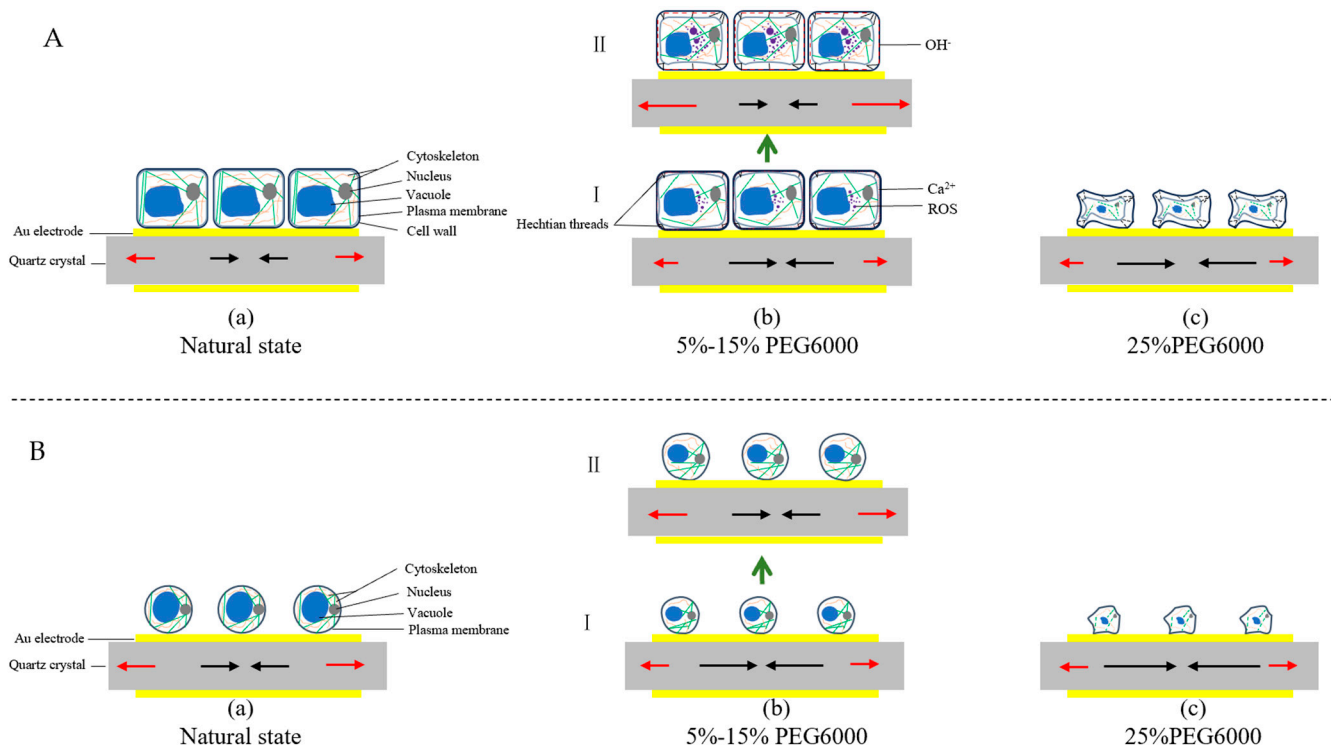 A
II
OH⁻
Cytoskeleton
Nucleus
Vacuole
Plasma membrane
Cell wall
Au electrode
Quartz crystal
I
Ca²⁺
ROS
Hechtian threads
(a)
Natural state
(b)
5%-15% PEG6000
(c)
25%PEG6000
B
II
Cytoskeleton
Nucleus
Vacuole
Plasma membrane
Au electrode
Quartz crystal
I
(a)
Natural state
(b)
5%-15% PEG6000
(c)
25%PEG6000